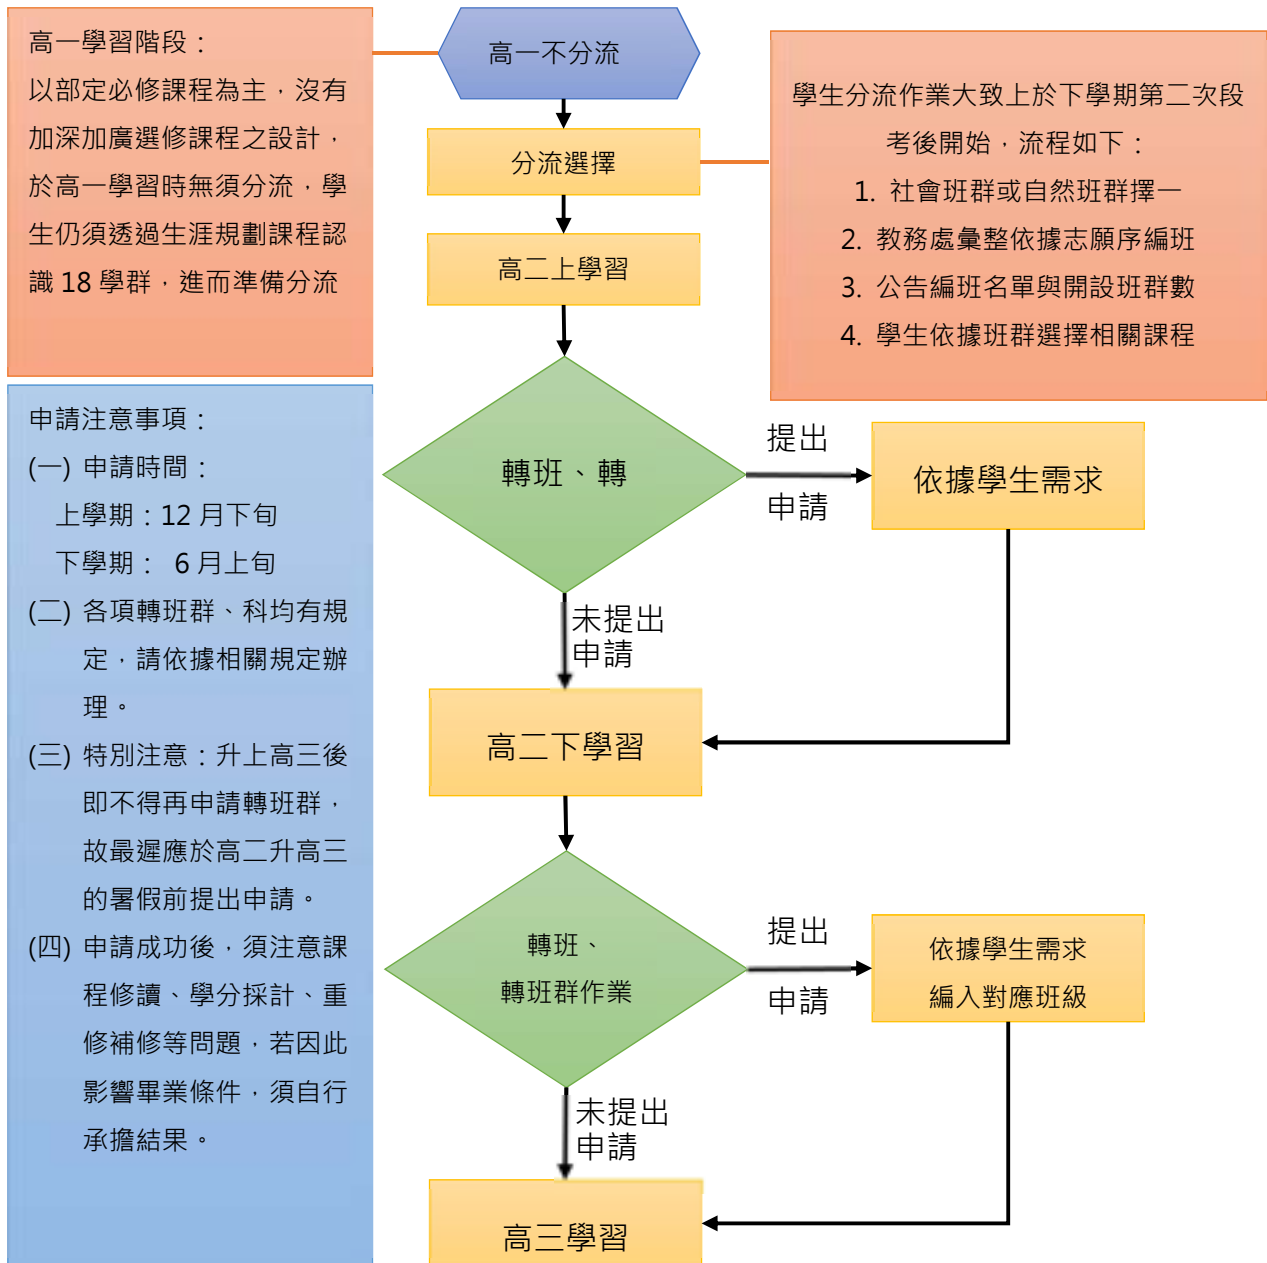 高一學習階段：
以部定必修課程為主，沒有
加深加廣選修課程之設計，
於高一學習時無須分流，學
生仍須透過生涯規劃課程認
識 18 學群，進而準備分流
高一不分流
分流選擇
高二上學習
學生分流作業大致上於下學期第二次段
考後開始，流程如下：
1. 社會班群或自然班群擇一
2. 教務處彙整依據志願序編班
3. 公告編班名單與開設班群數
4. 學生依據班群選擇相關課程
申請注意事項：
(一) 申請時間：
上學期：12 月下旬
下學期： 6 月上旬
(二) 各項轉班群、科均有規
定，請依據相關規定辦
理。
(三) 特別注意：升上高三後
即不得再申請轉班群，
故最遲應於高二升高三
的暑假前提出申請。
(四) 申請成功後，須注意課
程修讀、學分採計、重
修補修等問題，若因此
影響畢業條件，須自行
承擔結果。
轉班、轉
提出
申請
依據學生需求
未提出
申請
高二下學習
轉班、
轉班群作業
提出
申請
依據學生需求
編入對應班級
未提出
申請
高三學習